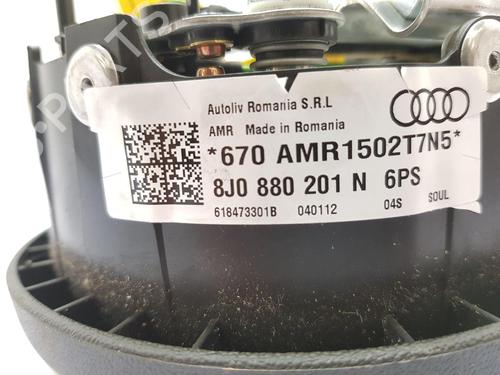 Autoliv Romania S.R.L
AMR Made in Romania
*670 AMR1502T7N5*
8J0 880 201 N 6PS
618473301B 040112 04S SOUL